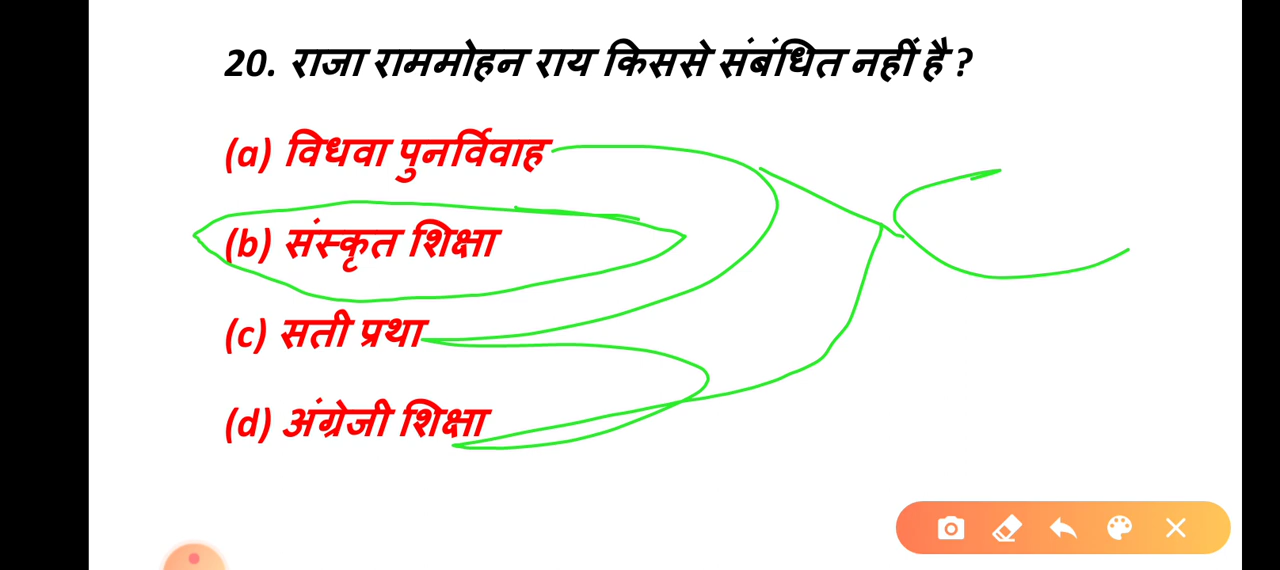 20. राजा राममोहन राय किससे संबंधित नहीं है ?
(a) विधवा पुनर्विवाह
(b) संस्कृत शिक्षा
(c) सती प्रथा
(d) अंग्रेजी शिक्षा